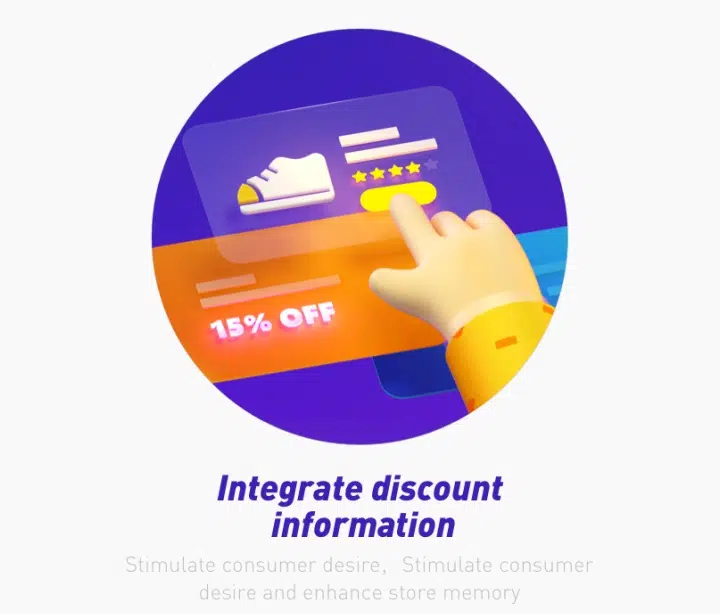 15% OFF
Integrate discount
information
Stimulate consumer desire, Stimulate consumer
desire and enhance store memory